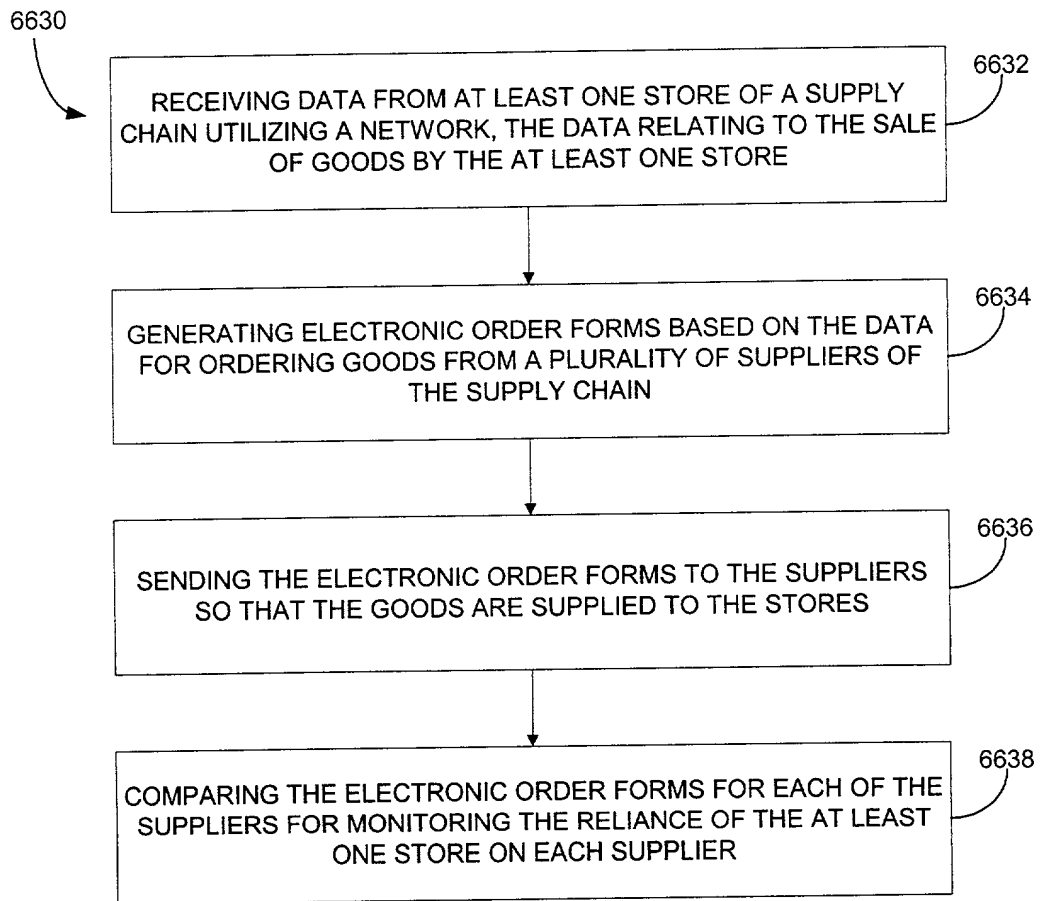 6630
6632
RECEIVING DATA FROM AT LEAST ONE STORE OF A SUPPLY
CHAIN UTILIZING A NETWORK, THE DATA RELATING TO THE SALE
OF GOODS BY THE AT LEAST ONE STORE
6634
GENERATING ELECTRONIC ORDER FORMS BASED ON THE DATA
FOR ORDERING GOODS FROM A PLURALITY OF SUPPLIERS OF
THE SUPPLY CHAIN
6636
SENDING THE ELECTRONIC ORDER FORMS TO THE SUPPLIERS
SO THAT THE GOODS ARE SUPPLIED TO THE STORES
6638
COMPARING THE ELECTRONIC ORDER FORMS FOR EACH OF THE
SUPPLIERS FOR MONITORING THE RELIANCE OF THE AT LEAST
ONE STORE ON EACH SUPPLIER